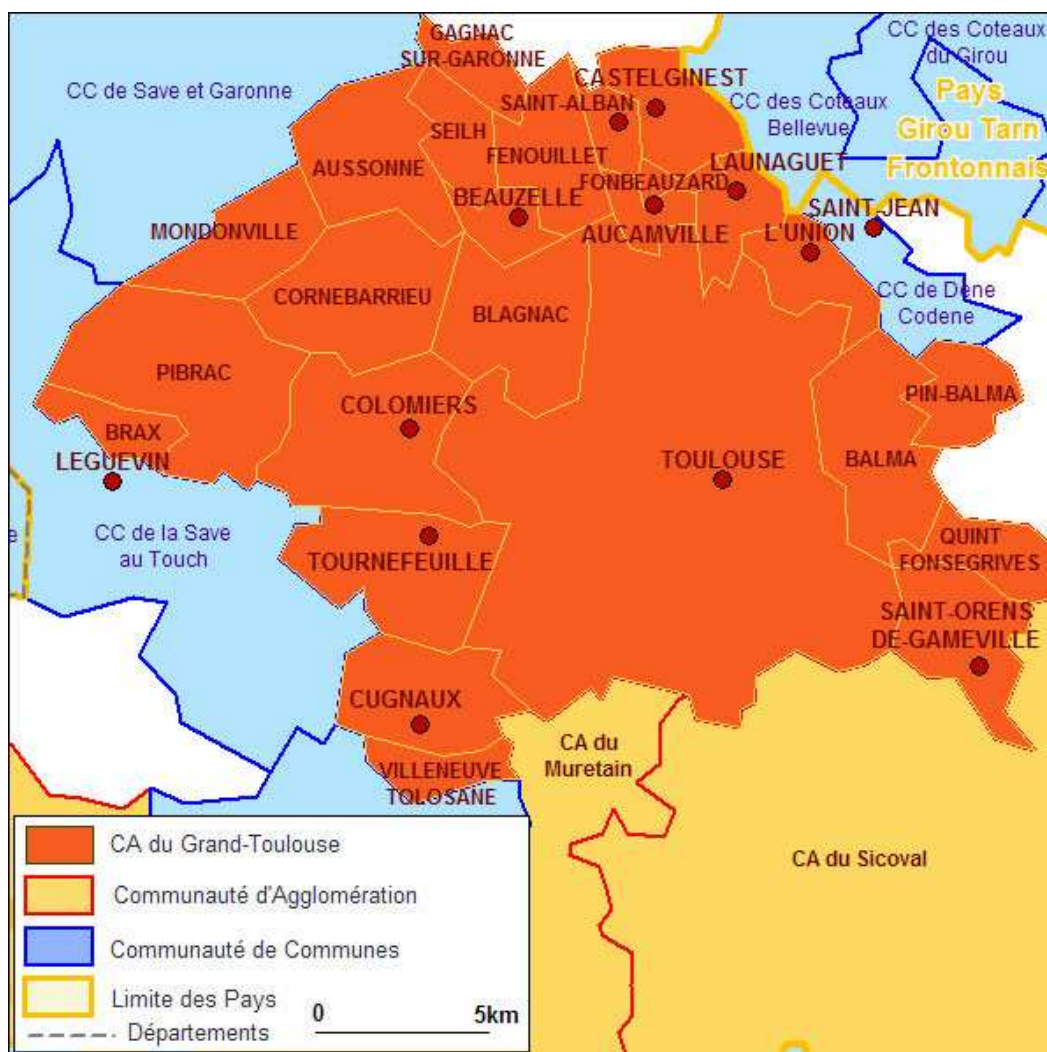 GAGNAC
SUR-GARONNE
CC des Coteaux
du Girou
CC de Save et Garonne
CASTELGINEST
SAINT-ALBAN
CC des Coteaux
Bellevue
Pays
Girou Tarn
Frontonnais
SEILH
FENOUILLET
AUSSONNE
LAUNAGUET
FONBEAUZARD
BEAUZELLE
SAINT-JEAN
MONDONVILLE
AUCAMVILLE
L'UNION
CORNEBARRIEU
BLAGNAC
CC de Dène
Codène
PIBRAC
PIN-BALMA
COLOMIERS
BRAX
LEGUEVIN
TOULOUSE
BALMA
e
CC de la Save
au Touch
TOURNEFEUILLE
QUINT
FONSEGRIVES
SAINT-ORENS
DE-GAMEVILLE
CUGNAUX
CA du
Muretain
VILLENEUVE
TOLOSANE
CA du Sicoval
CA du Grand-Toulouse
Communauté d'Agglomération
Communauté de Communes
Limite des Pays
Départements
0 5km